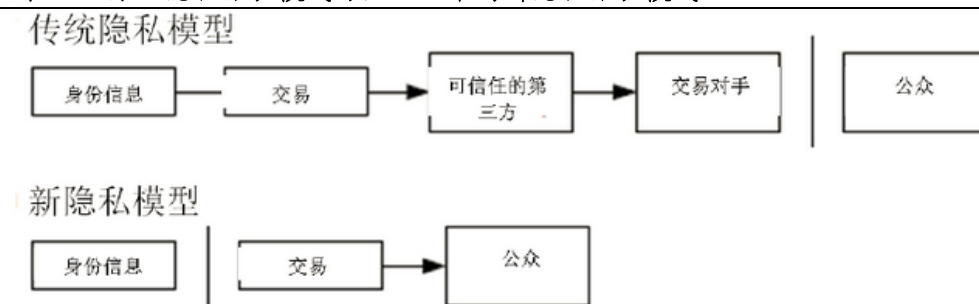 传统隐私模型
身份信息
交易
可信任的第
三方
交易对手
公众
新隐私模型
身份信息
交易
公众